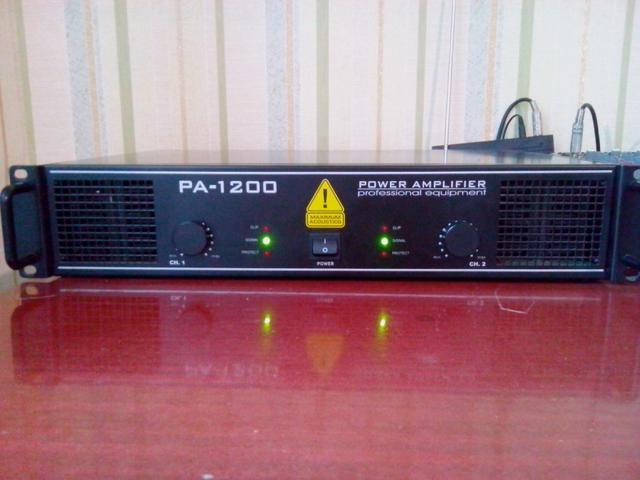 PA-1200
POWER AMPLIFIER
professional equipment
!
MAXIMUM
ACOUSTICS
CLIP
SIGNAL
PROTECT
CLIP
SIGNAL
PROTECT
I
O
POWER
CH. 1
CH. 2